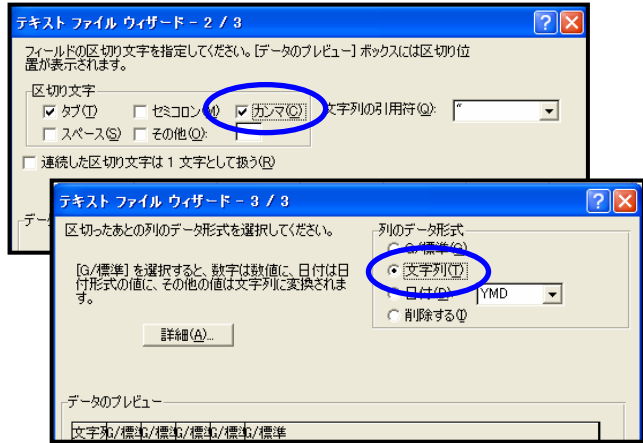 テキスト ファイル ウィザード - 2 / 3
フィールドの区切り文字を指定してください。[データのプレビュー] ボックスには区切り位
置が表示されます。
区切り文字
タブ(T) セミコロン(M) カンマ(C) 文字列の引用符(Q): "
スペース(S) その他(O):
連続した区切り文字は 1 文字として扱う(R)
テキスト ファイル ウィザード - 3 / 3
区切ったあとの列のデータ形式を選択してください。
[G/標準] を選択すると、数字は数値に、日付は日
付形式の値に、その他の値は文字列に変換されま
す。
詳細(A)...
列のデータ形式
G/標準(G)
文字列(T)
日付(D): YMD
削除する(I)
データのプレビュー
文字列G/標準G/標準G/標準G/標準G/標準